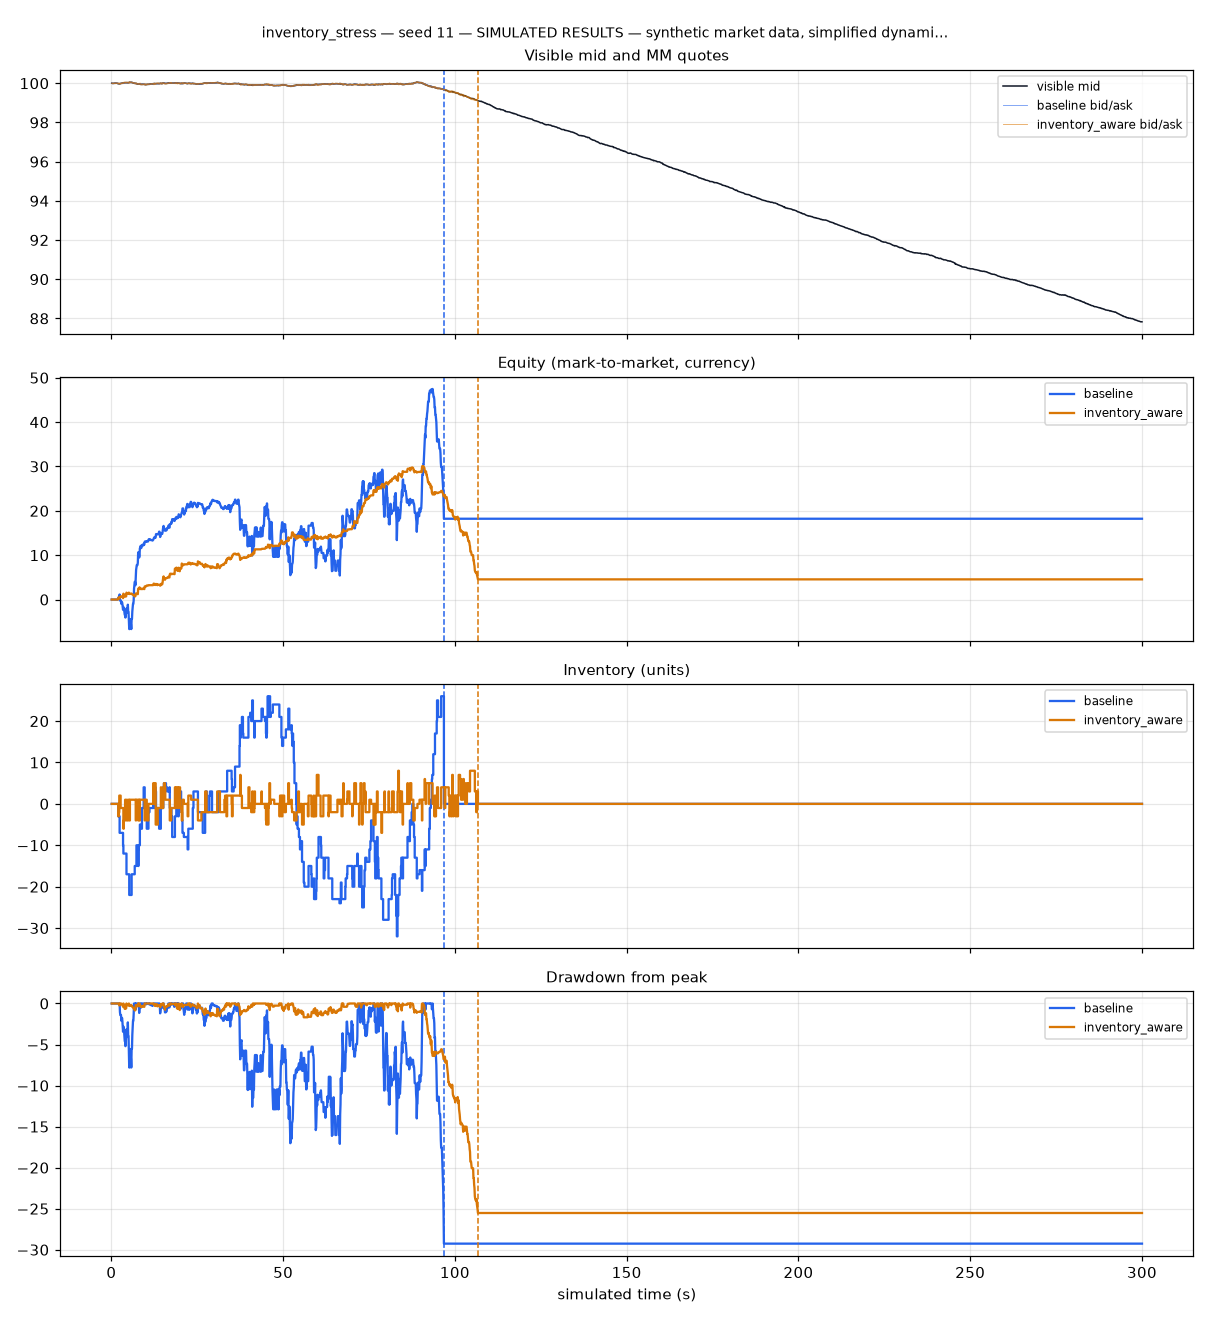 inventory_stress — seed 11 — SIMULATED RESULTS — synthetic market data, simplified dynami…
Visible mid and MM quotes
100
98
96
94
92
90
88
visible mid
baseline bid/ask
inventory_aware bid/ask
Equity (mark-to-market, currency)
50
40
30
20
10
0
baseline
inventory_aware
Inventory (units)
20
10
0
−10
−20
−30
baseline
inventory_aware
Drawdown from peak
0
−5
−10
−15
−20
−25
−30
baseline
inventory_aware
0 50 100 150 200 250 300
simulated time (s)